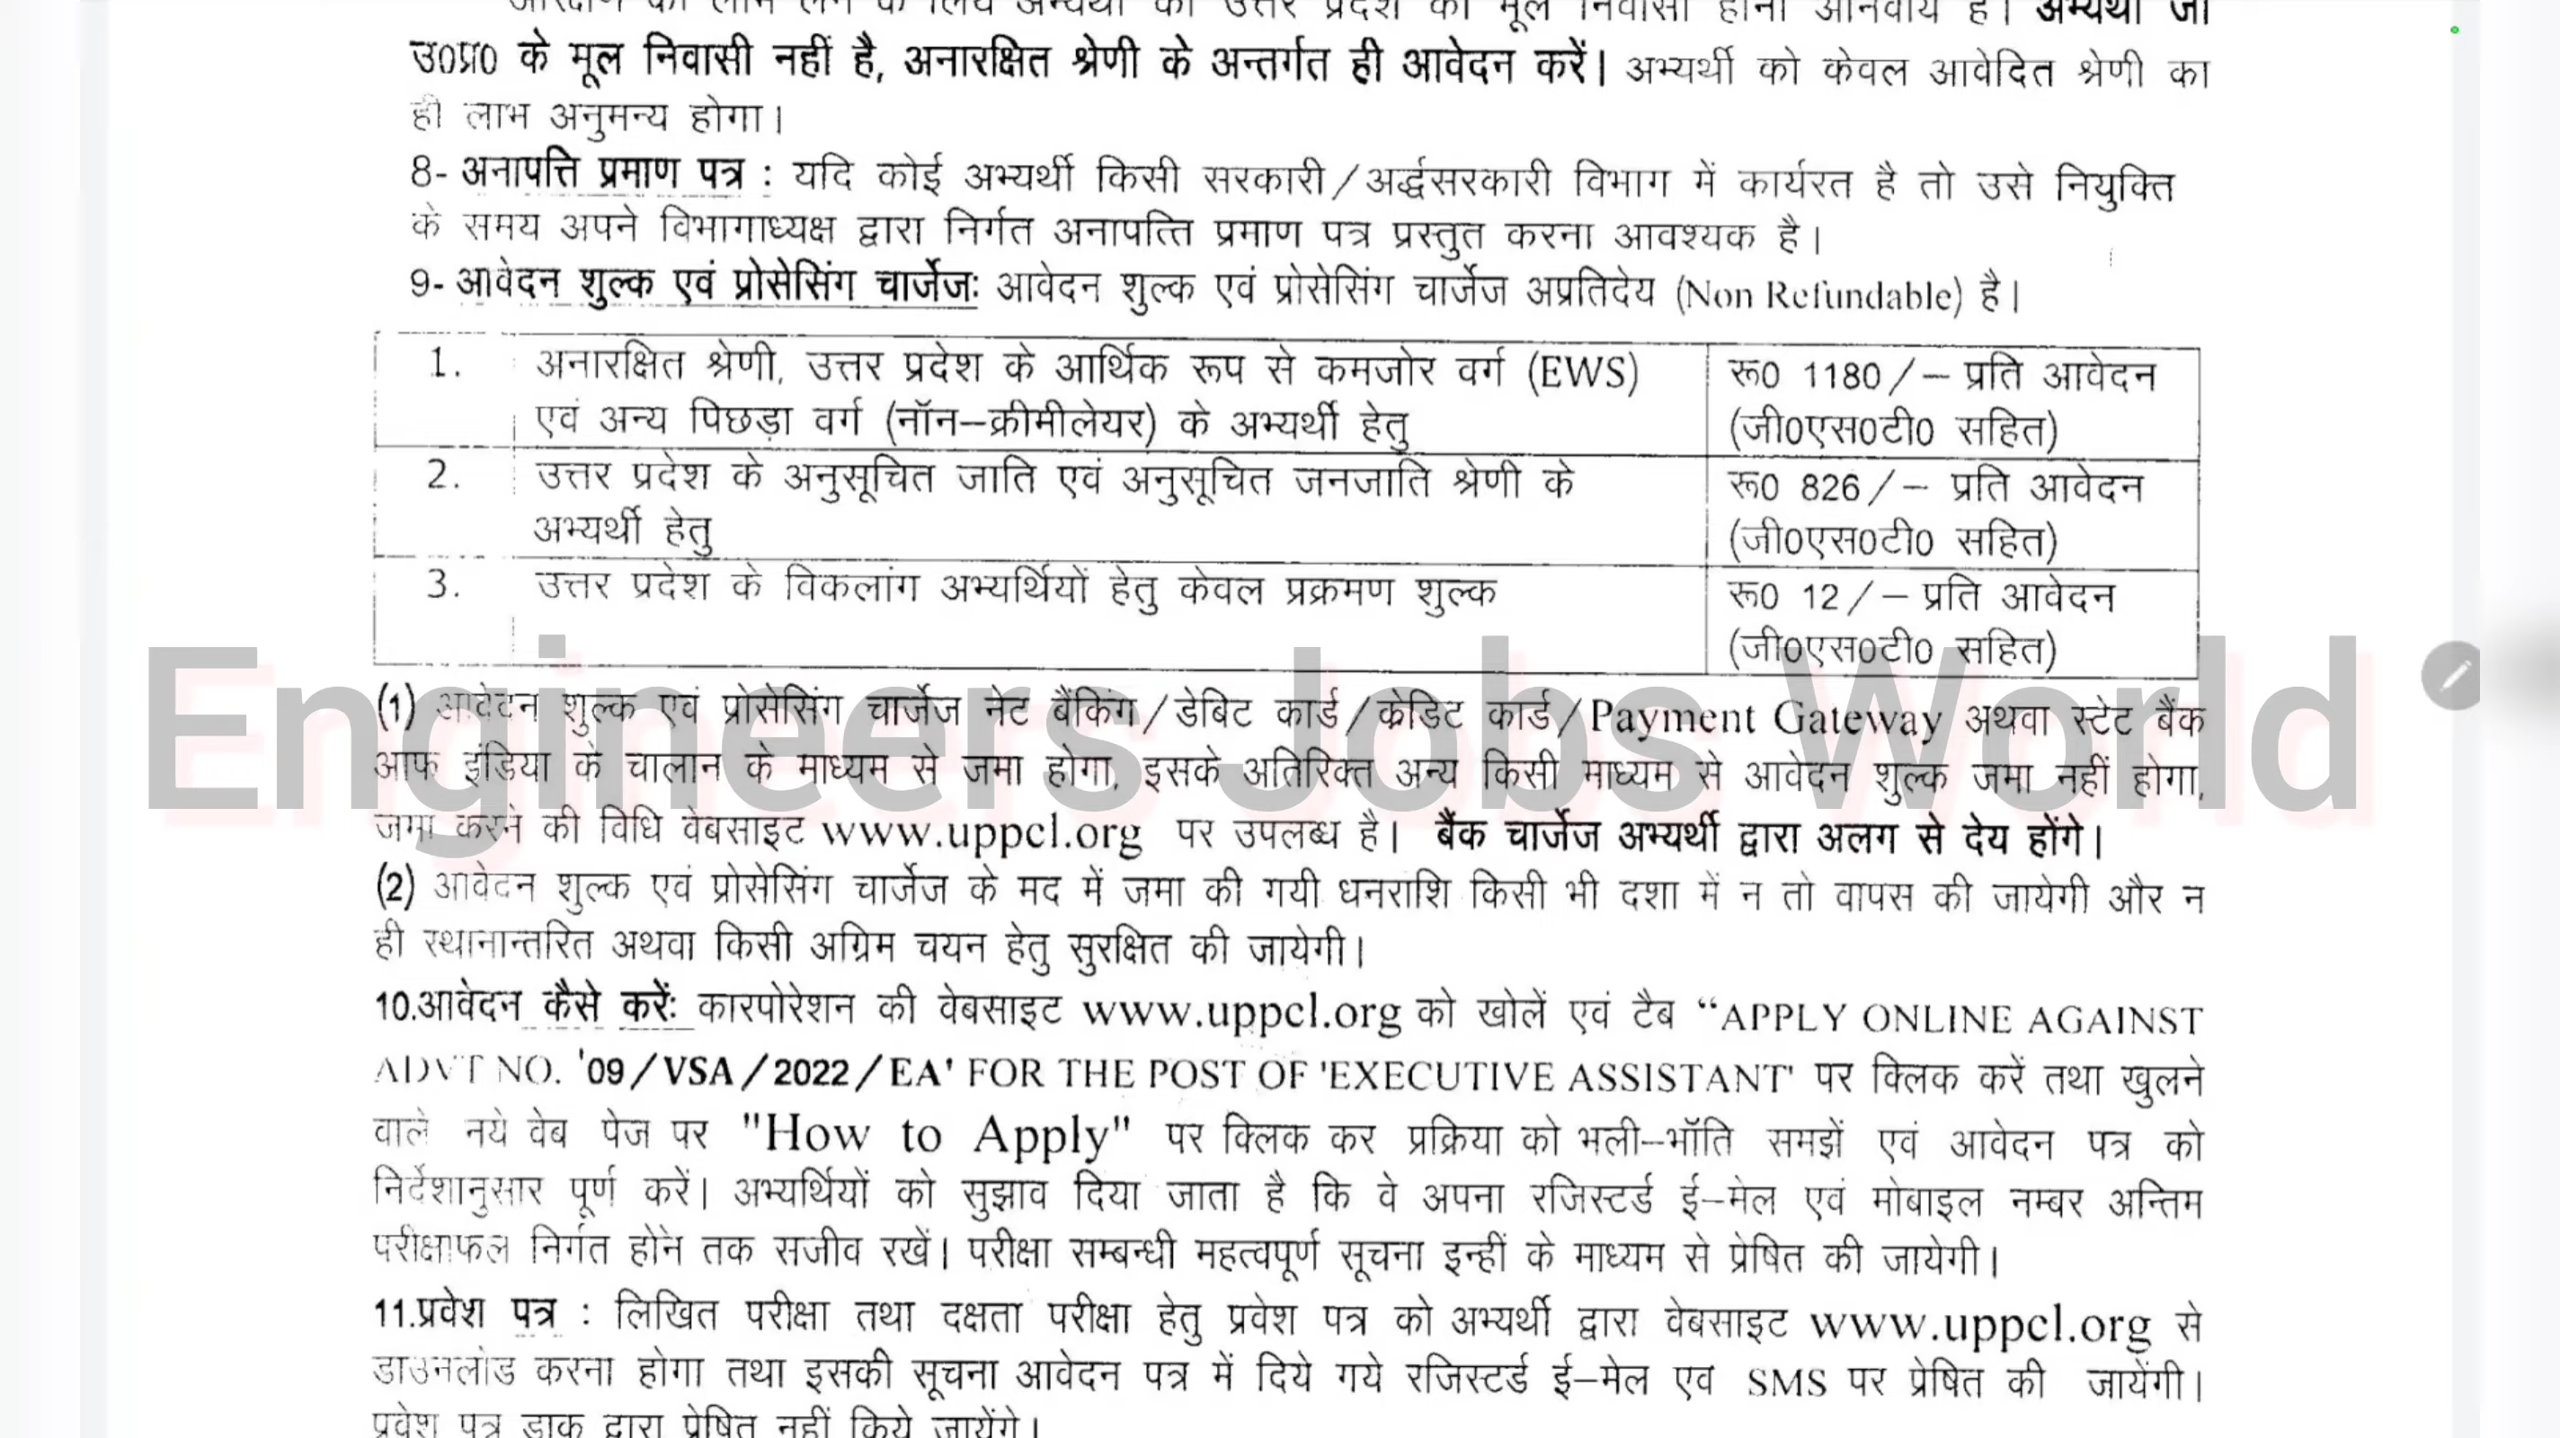 आरक्षण का लाभ लेने के लिये अभ्यर्थी को उत्तर प्रदेश का मूल निवासी होना अनिवार्य है। अभ्यर्थी जो
उ0प्र0 के मूल निवासी नहीं है, अनारक्षित श्रेणी के अन्तर्गत ही आवेदन करें। अभ्यर्थी को केवल आवेदित श्रेणी का
ही लाभ अनुमन्य होगा।
8- अनापत्ति प्रमाण पत्र : यदि कोई अभ्यर्थी किसी सरकारी/अर्द्धसरकारी विभाग में कार्यरत है तो उसे नियुक्ति
के समय अपने विभागाध्यक्ष द्वारा निर्गत अनापत्ति प्रमाण पत्र प्रस्तुत करना आवश्यक है।
9- आवेदन शुल्क एवं प्रोसेसिंग चार्जेजः आवेदन शुल्क एवं प्रोसेसिंग चार्जेज अप्रतिदेय (Non Refundable) है।
1. अनारक्षित श्रेणी, उत्तर प्रदेश के आर्थिक रूप से कमजोर वर्ग (EWS) रू0 1180/– प्रति आवेदन
एवं अन्य पिछड़ा वर्ग (नॉन–क्रीमीलेयर) के अभ्यर्थी हेतु (जी0एस0टी0 सहित)
2. उत्तर प्रदेश के अनुसूचित जाति एवं अनुसूचित जनजाति श्रेणी के रू0 826/– प्रति आवेदन
अभ्यर्थी हेतु (जी0एस0टी0 सहित)
3. उत्तर प्रदेश के विकलांग अभ्यर्थियों हेतु केवल प्रक्रमण शुल्क रू0 12/– प्रति आवेदन
(जी0एस0टी0 सहित)
Engineers Jobs World
(1) आवेदन शुल्क एवं प्रोसेसिंग चार्जेज नेट बैंकिंग/डेबिट कार्ड/क्रेडिट कार्ड/Payment Gateway अथवा स्टेट बैंक
आफ इंडिया के चालान के माध्यम से जमा होगा, इसके अतिरिक्त अन्य किसी माध्यम से आवेदन शुल्क जमा नहीं होगा,
जमा करने की विधि वेबसाइट www.uppcl.org पर उपलब्ध है। बैंक चार्जेज अभ्यर्थी द्वारा अलग से देय होंगे।
(2) आवेदन शुल्क एवं प्रोसेसिंग चार्जेज के मद में जमा की गयी धनराशि किसी भी दशा में न तो वापस की जायेगी और न
ही स्थानान्तरित अथवा किसी अग्रिम चयन हेतु सुरक्षित की जायेगी।
10.आवेदन कैसे करेंः कारपोरेशन की वेबसाइट www.uppcl.org को खोलें एवं टैब “APPLY ONLINE AGAINST
ADVT NO. '09/VSA/2022/EA' FOR THE POST OF 'EXECUTIVE ASSISTANT' पर क्लिक करें तथा खुलने
वाले नये वेब पेज पर "How to Apply" पर क्लिक कर प्रक्रिया को भली–भॉति समझें एवं आवेदन पत्र को
निर्देशानुसार पूर्ण करें। अभ्यर्थियों को सुझाव दिया जाता है कि वे अपना रजिस्टर्ड ई–मेल एवं मोबाइल नम्बर अन्तिम
परीक्षाफल निर्गत होने तक सजीव रखें। परीक्षा सम्बन्धी महत्वपूर्ण सूचना इन्हीं के माध्यम से प्रेषित की जायेगी।
11.प्रवेश पत्र : लिखित परीक्षा तथा दक्षता परीक्षा हेतु प्रवेश पत्र को अभ्यर्थी द्वारा वेबसाइट www.uppcl.org से
डाउनलोड करना होगा तथा इसकी सूचना आवेदन पत्र में दिये गये रजिस्टर्ड ई–मेल एव SMS पर प्रेषित की जायेंगी।
प्रवेश पत्र डाक द्वारा प्रेषित नहीं किये जायेंगे।